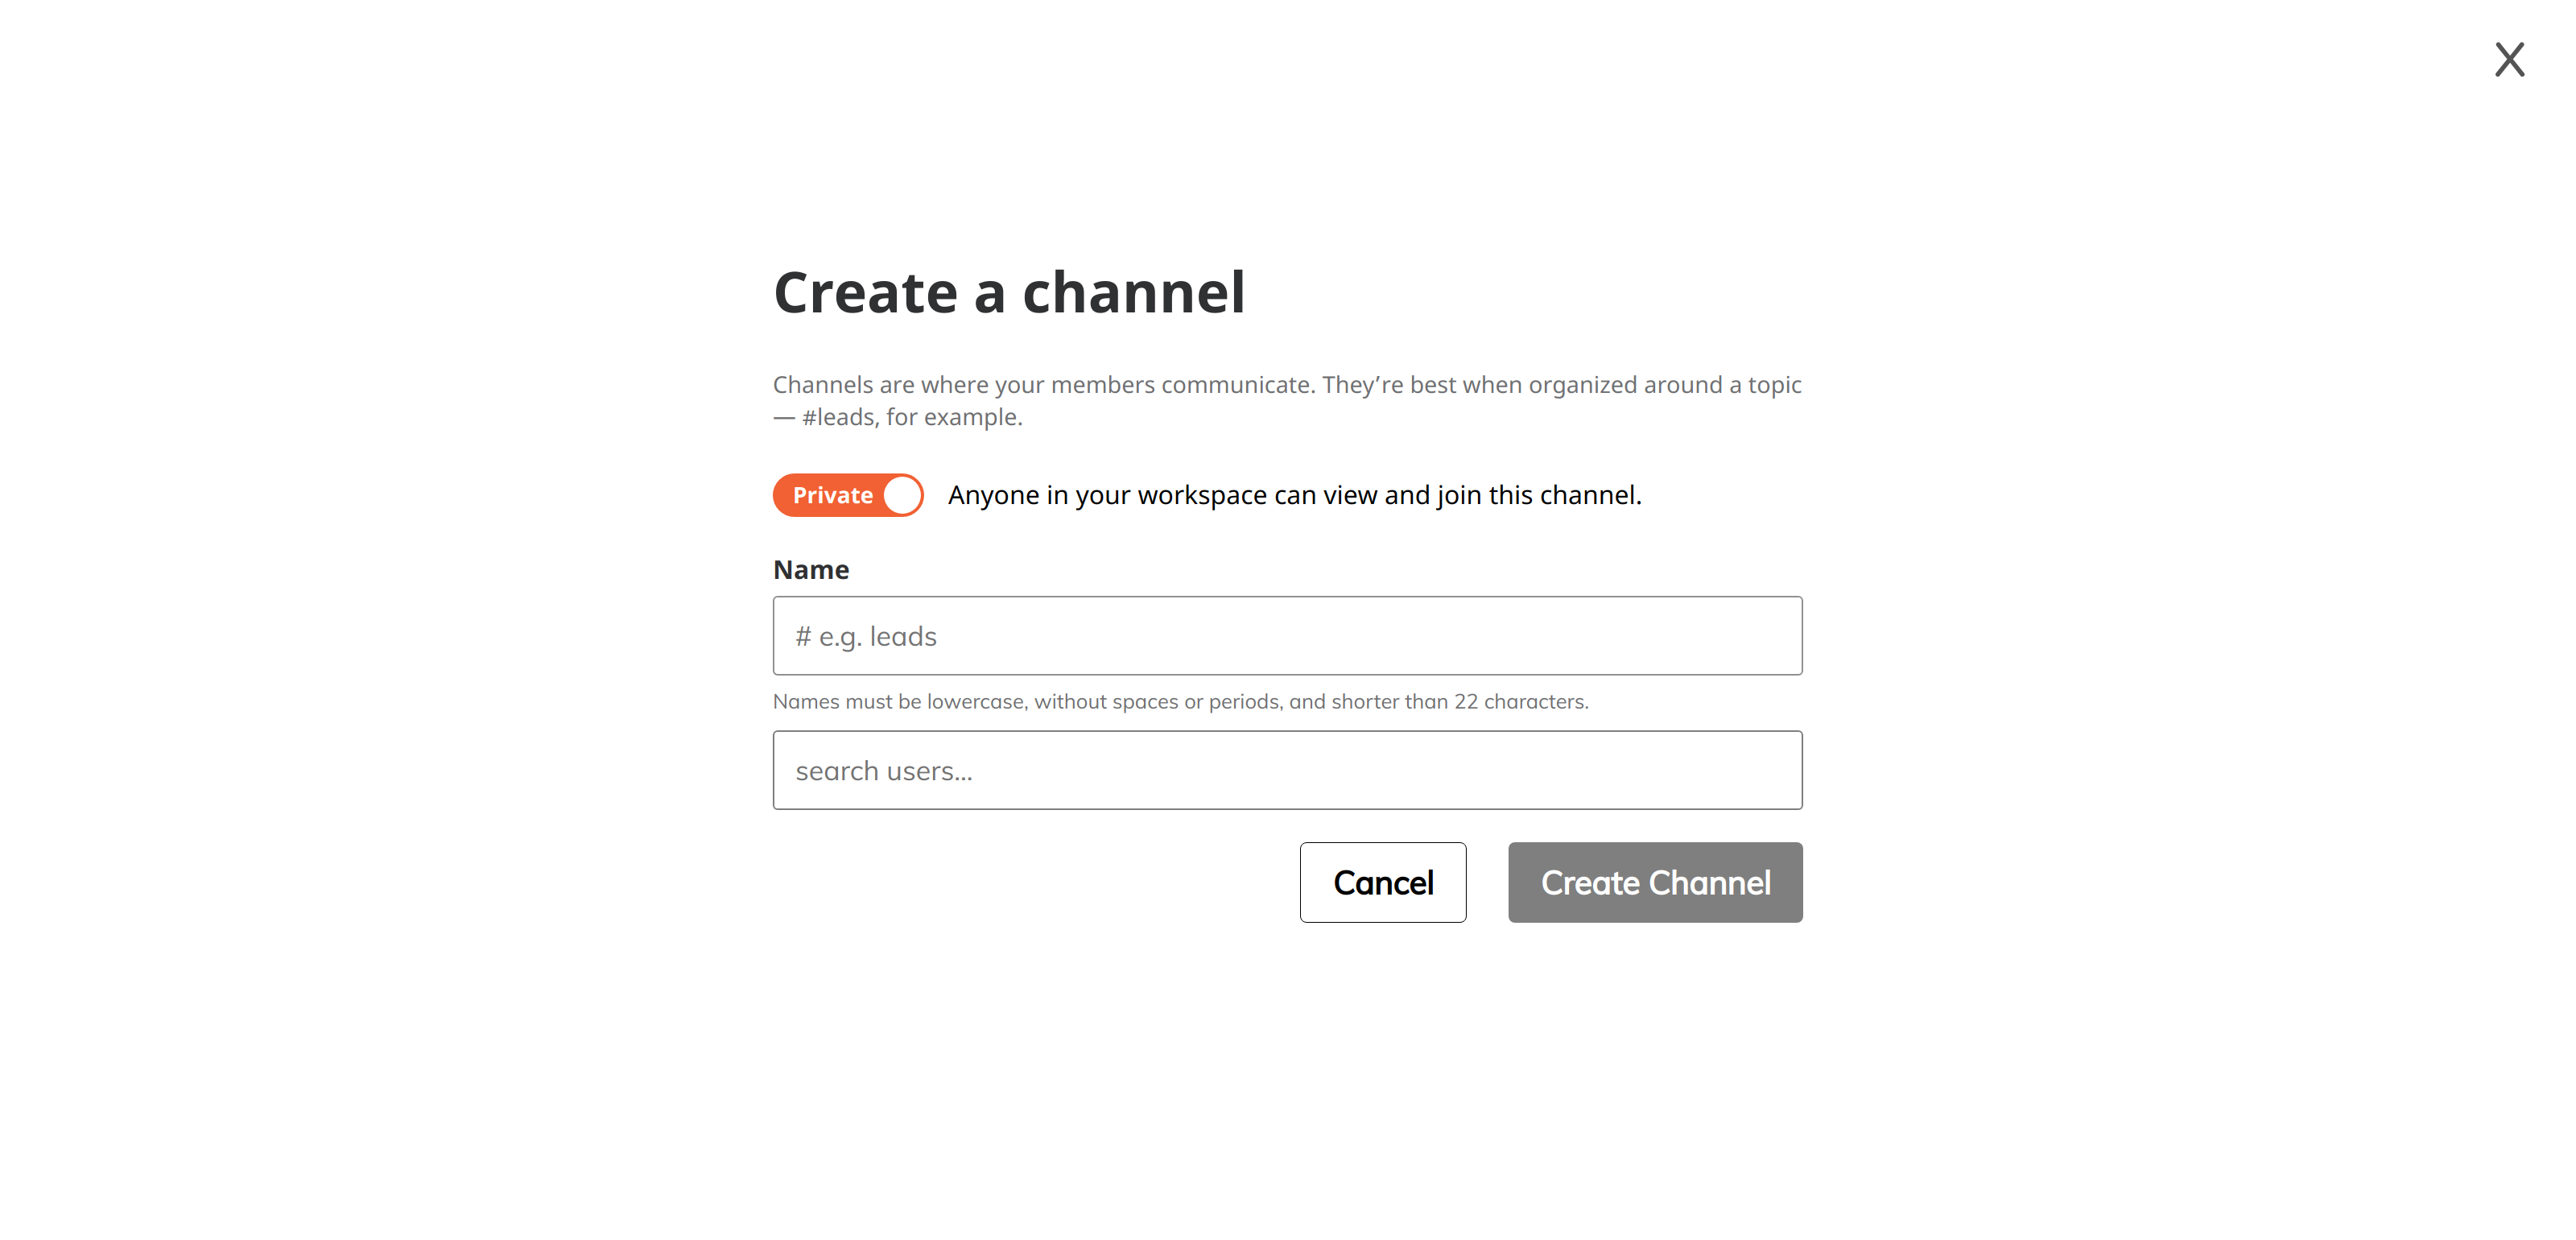 Create a channel
Channels are where your members communicate. They’re best when organized around a topic
— #leads, for example.
Private Anyone in your workspace can view and join this channel.
Name
# e.g. leads
Names must be lowercase, without spaces or periods, and shorter than 22 characters.
search users...
Cancel Create Channel